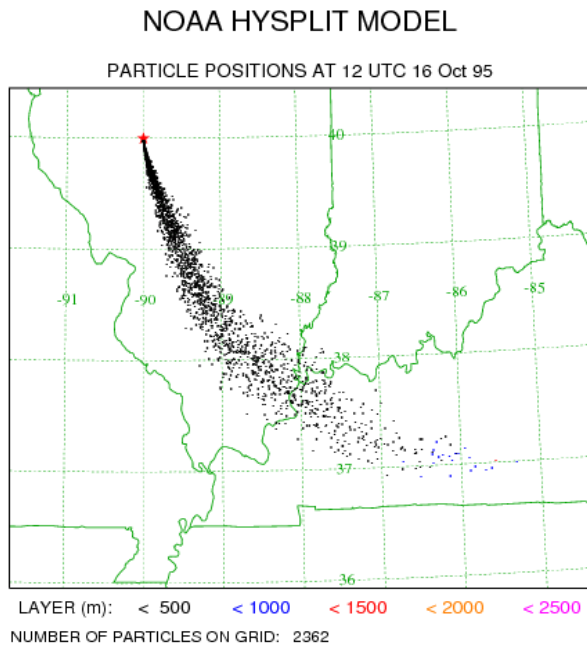 NOAA HYSPLIT MODEL
PARTICLE POSITIONS AT 12 UTC 16 Oct 95
40
39
-91 -90 -89 -88 -87 -86 -85
38
37
36
LAYER (m): < 500 < 1000 < 1500 < 2000 < 2500
NUMBER OF PARTICLES ON GRID: 2362